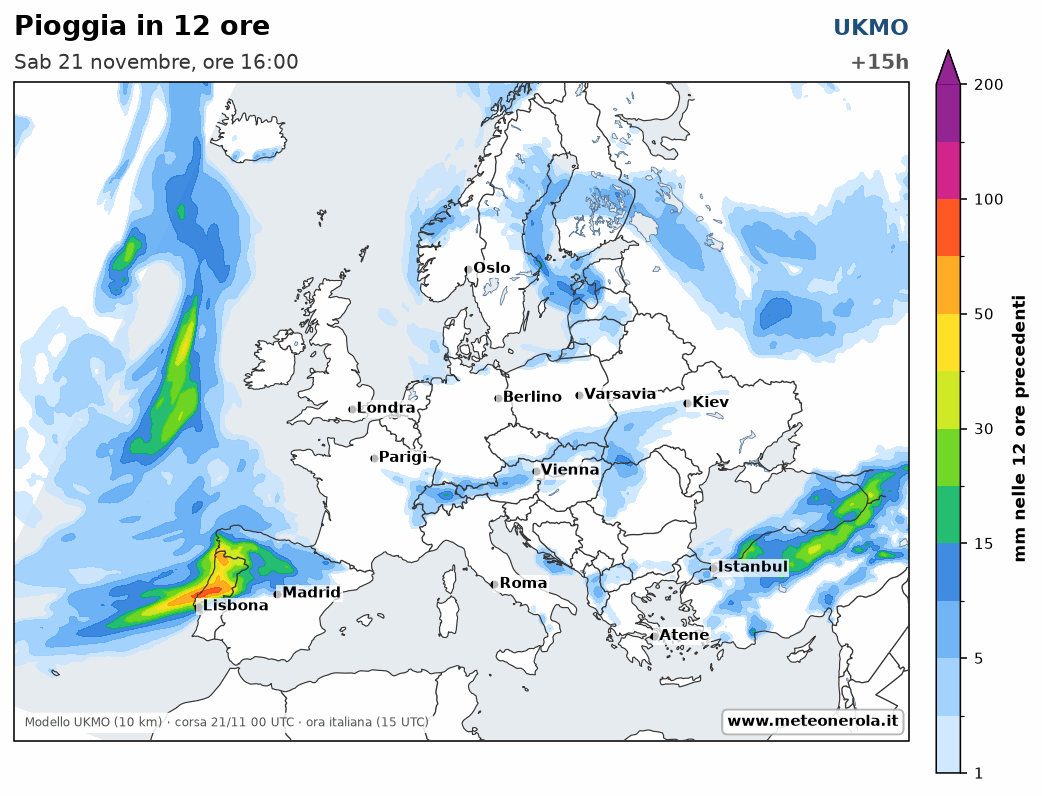 Pioggia in 12 ore
UKMO
Sab 21 novembre, ore 16:00
+15h
200
100
50
30
15
5
1
mm nelle 12 ore precedenti
Oslo
Berlino
Varsavia
Kiev
Londra
Parigi
Vienna
Istanbul
Roma
Madrid
Lisbona
Atene
Modello UKMO (10 km) · corsa 21/11 00 UTC · ora italiana (15 UTC)
www.meteonerola.it